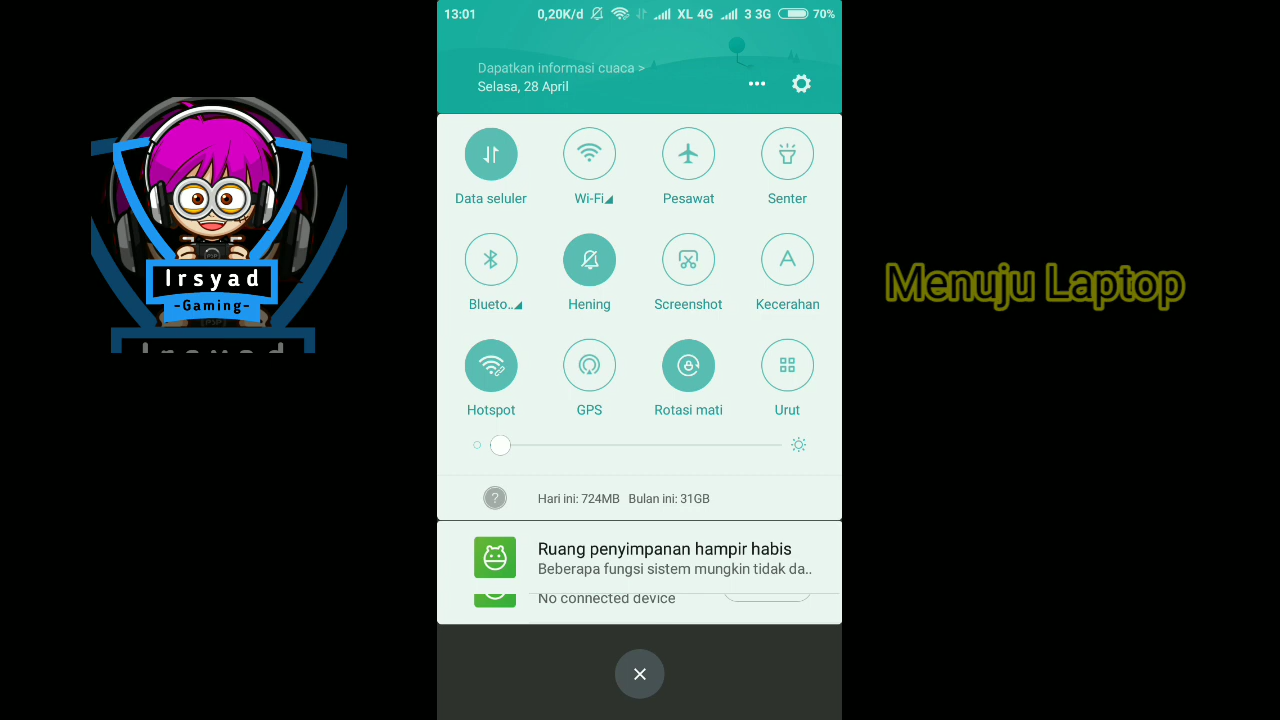 13:01 0,20K/d XL 4G 3 3G 70%
Dapatkan informasi cuaca >
Selasa, 28 April
Data seluler Wi-Fi Pesawat Senter
Blueto.. Hening Screenshot Kecerahan
Hotspot GPS Rotasi mati Urut
Hari ini: 724MB Bulan ini: 31GB
Ruang penyimpanan hampir habis
Beberapa fungsi sistem mungkin tidak da..
No connected device
Irsyad
-Gaming-
Menuju Laptop